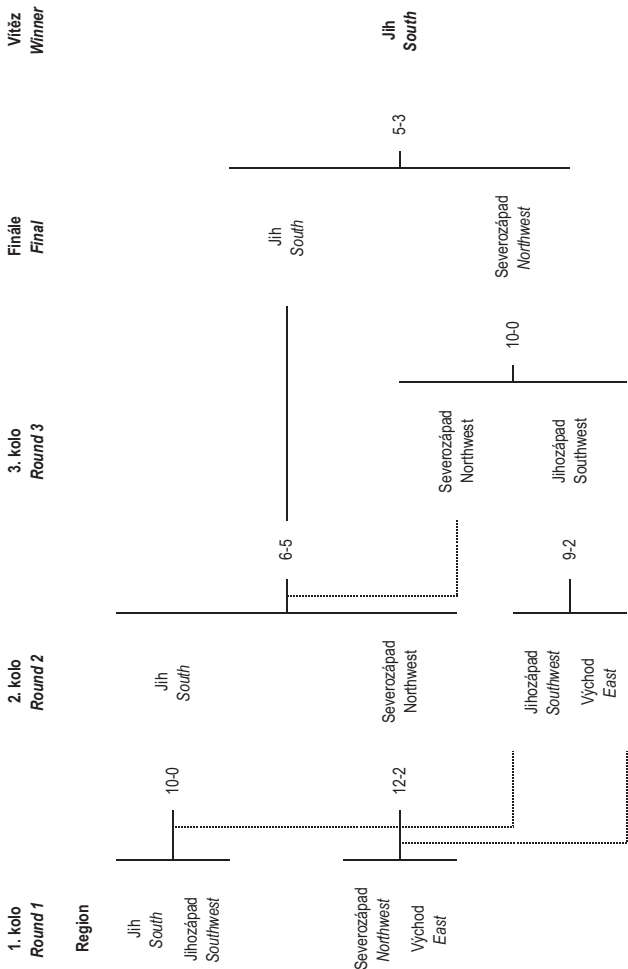 1. kolo
Round 1
2. kolo
Round 2
3. kolo
Round 3
Finále
Final
Vítěz
Winner
Region
Jih
South
Jihozápad
Southwest
10-0
Severozápad
Northwest
Východ
East
12-2
Jih
South
Severozápad
Northwest
6-5
Jihozápad
Southwest
Východ
East
9-2
Severozápad
Northwest
Jihozápad
Southwest
10-0
Jih
South
Severozápad
Northwest
5-3
Jih
South